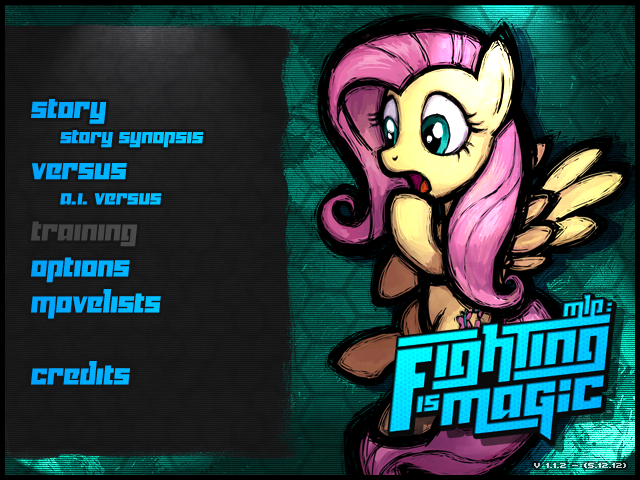 story
story synopsis
versus
a.i. versus
training
options
movelists
credits
mlp:
Fighting
is magic
V 1.1.2 - (5.12.12)